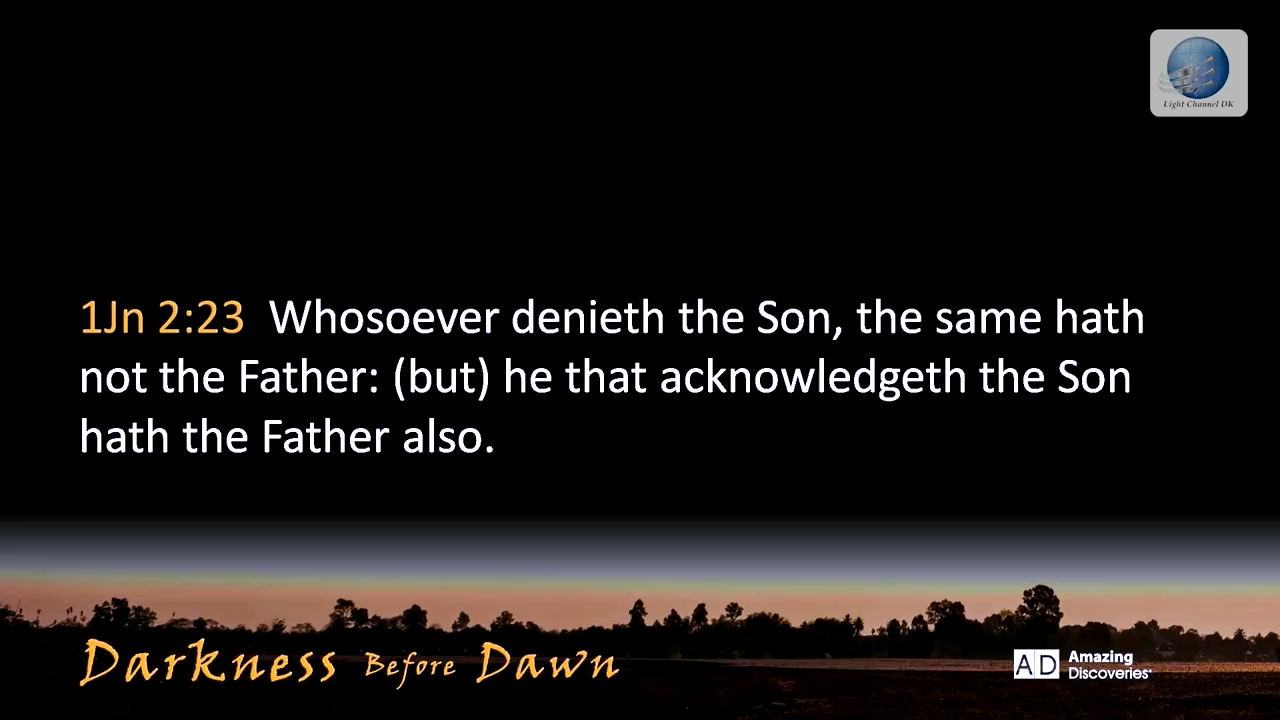 Light Channel DK
1Jn 2:23 Whosoever denieth the Son, the same hath
not the Father: (but) he that acknowledgeth the Son
hath the Father also.
Darkness Before Dawn
AD Amazing
Discoveries